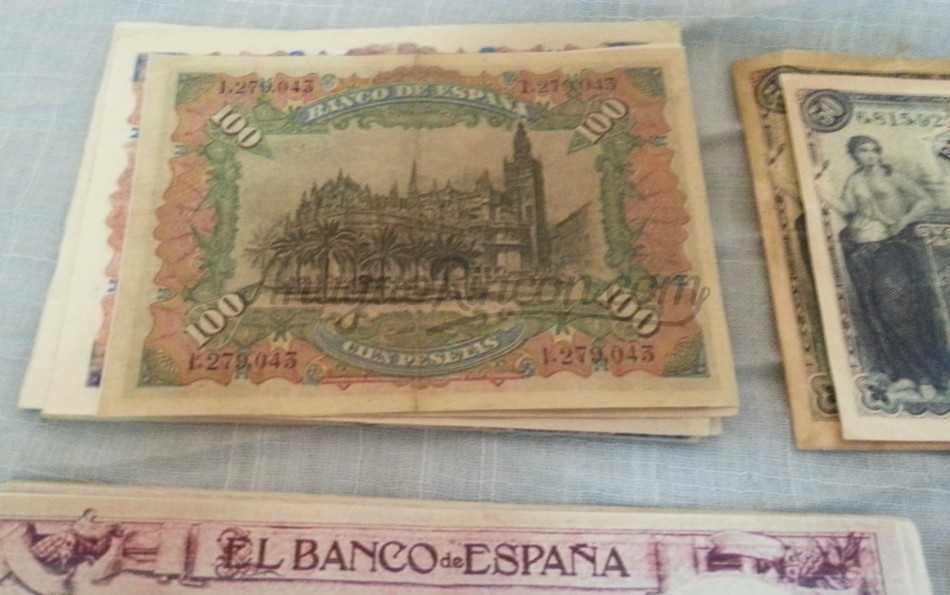 1.279,043 1.279,043
BANCO DE ESPAÑA
100 100
100 100
CIEN PESETAS
1.279,043 1.279,043
50
EL BANCO de ESPAÑA